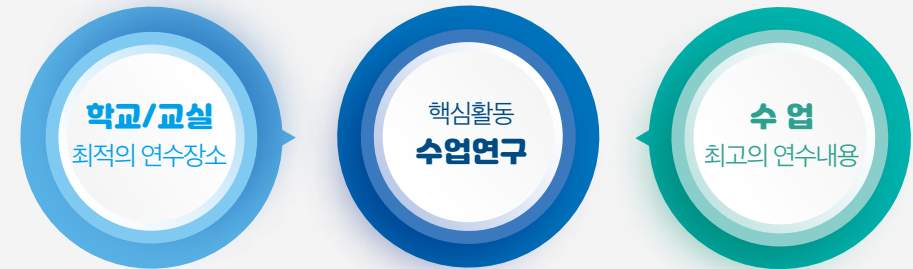 학교/교실
최적의 연수장소
핵심활동
수업연구
수 업
최고의 연수내용